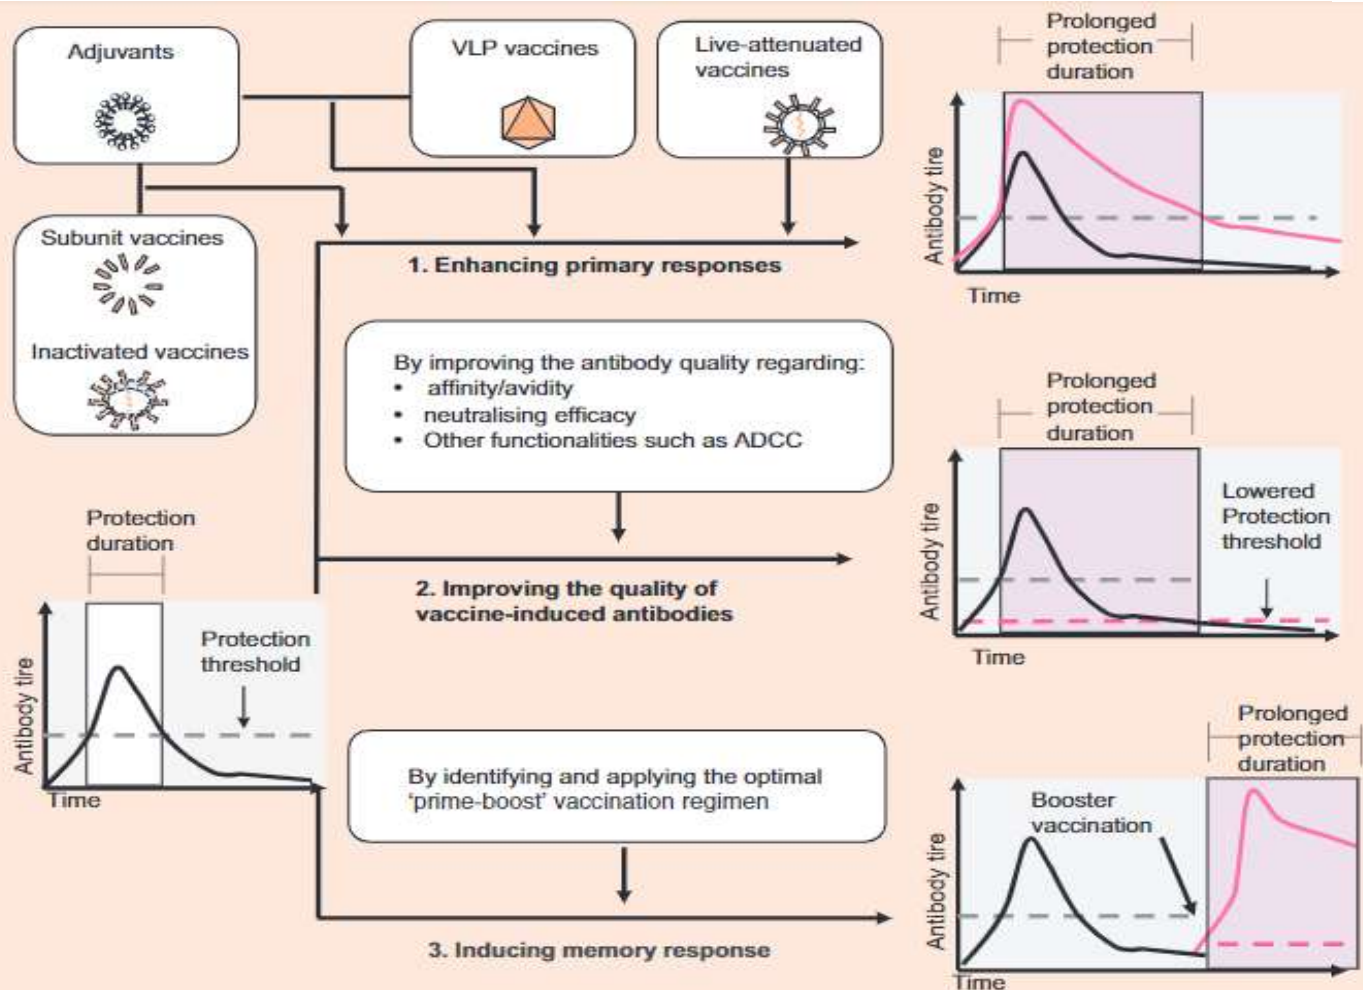 Adjuvants
VLP vaccines
Live-attenuated
vaccines
Subunit vaccines
Inactivated vaccines
1. Enhancing primary responses
Prolonged
protection
duration
Antibody tire
Time
By improving the antibody quality regarding:
• affinity/avidity
• neutralising efficacy
• Other functionalities such as ADCC
2. Improving the quality of
vaccine-induced antibodies
Prolonged
protection
duration
Lowered
Protection
threshold
Antibody tire
Time
Protection
duration
Protection
threshold
Antibody tire
Time
By identifying and applying the optimal
‘prime-boost’ vaccination regimen
3. Inducing memory response
Prolonged
protection
duration
Booster
vaccination
Antibody tire
Time